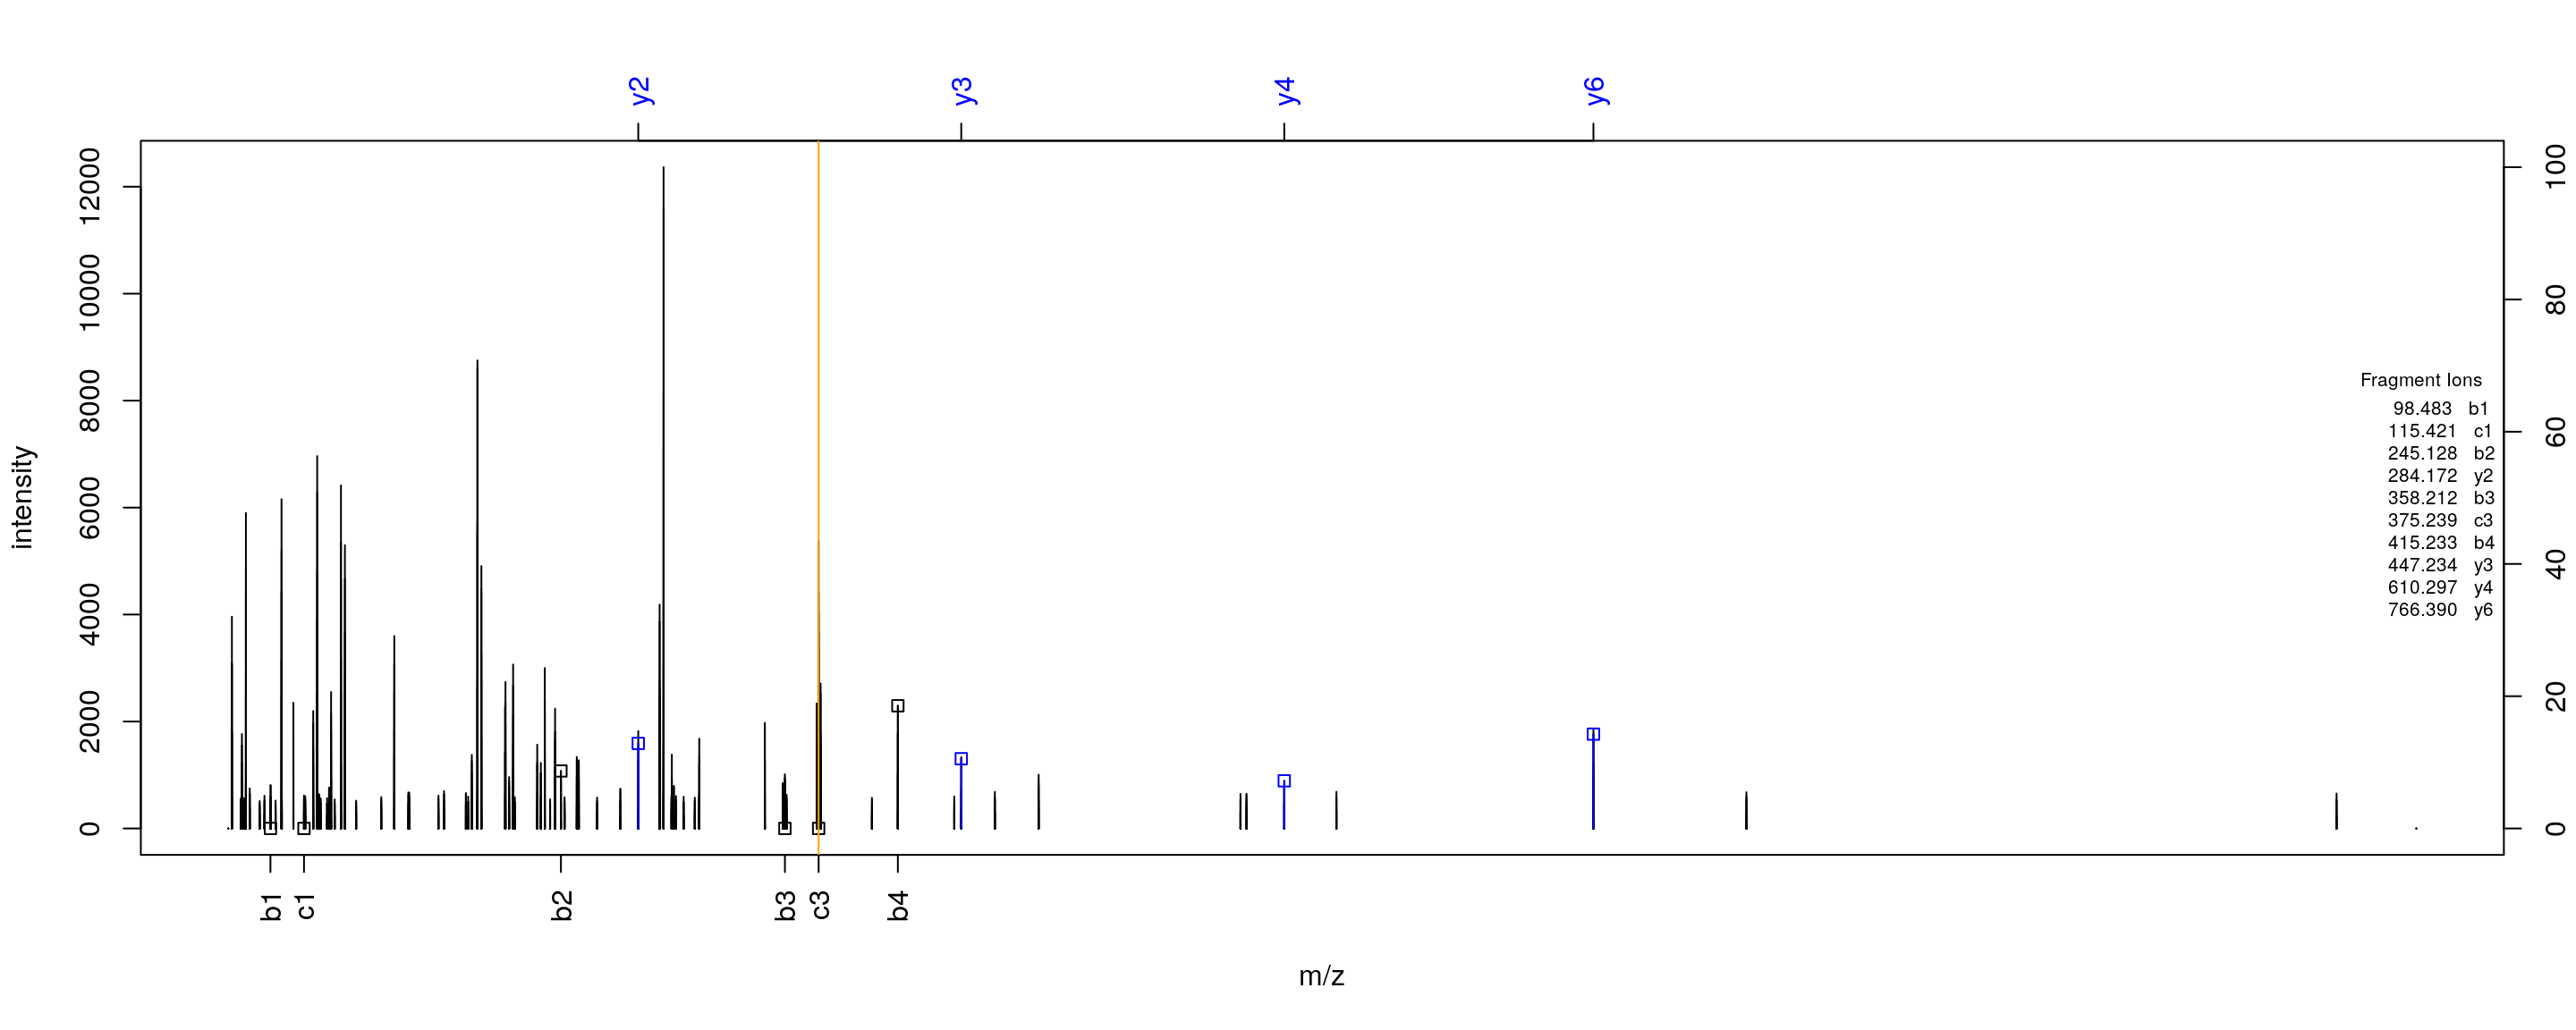 y2 y3 y4 y6
12000 100
10000 80
8000 60
6000 40
4000 20
2000 0
0
intensity
Fragment Ions
98.483 b1
115.421 c1
245.128 b2
284.172 y2
358.212 b3
375.239 c3
415.233 b4
447.234 y3
610.297 y4
766.390 y6
b1 c1 b2 b3 c3 b4
m/z